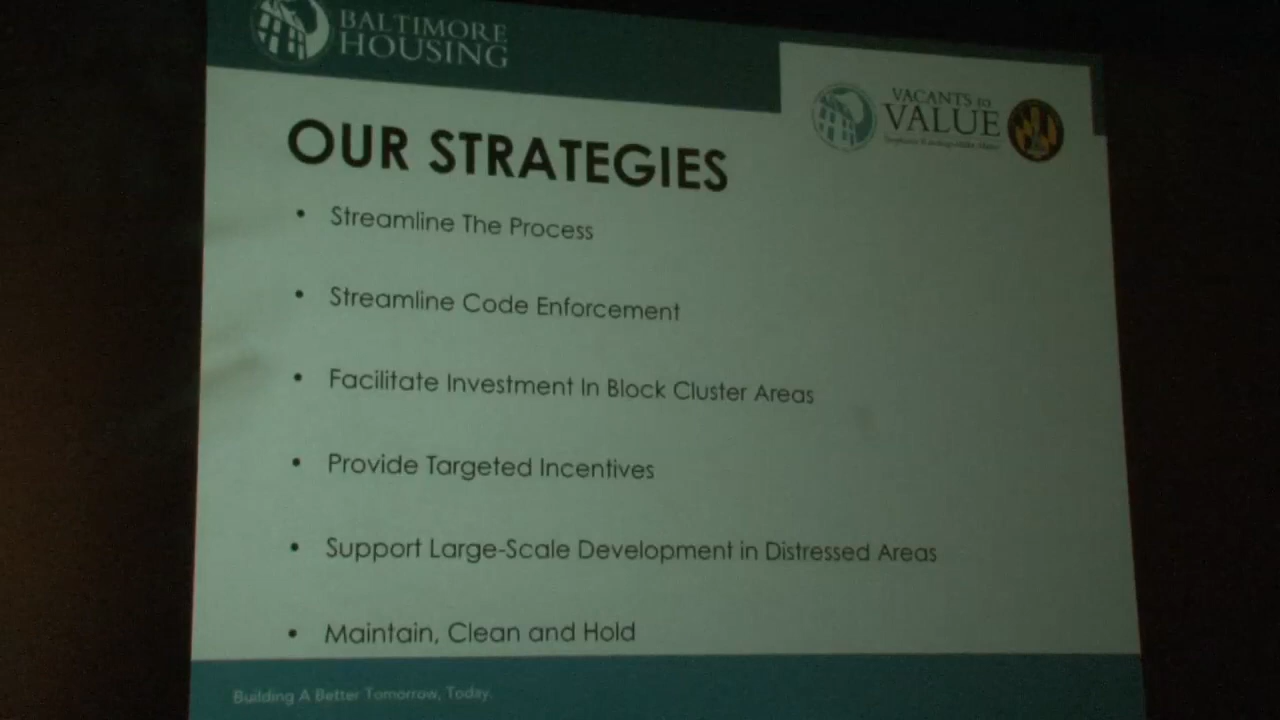 BALTIMORE
HOUSING
VACANTS to
VALUE
OUR STRATEGIES
• Streamline The Process
• Streamline Code Enforcement
• Facilitate Investment In Block Cluster Areas
• Provide Targeted Incentives
• Support Large-Scale Development in Distressed Areas
• Maintain, Clean and Hold
Building A Better Tomorrow, Today.